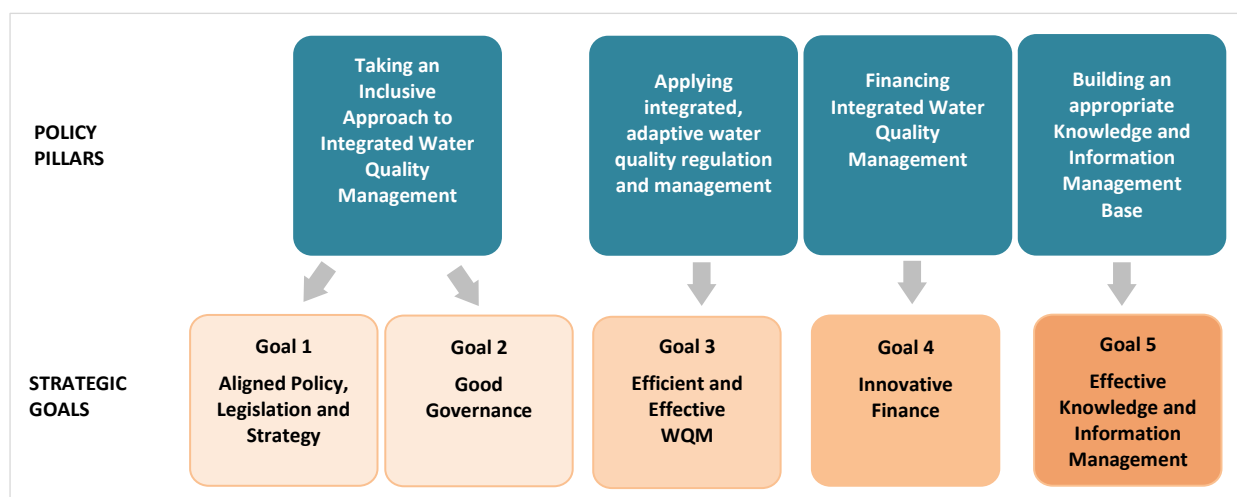 POLICY
PILLARS
Taking an
Inclusive
Approach to
Integrated Water
Quality
Management
Applying
integrated,
adaptive water
quality regulation
and management
Financing
Integrated Water
Quality
Management
Building an
appropriate
Knowledge and
Information
Management
Base
STRATEGIC
GOALS
Goal 1
Aligned Policy,
Legislation and
Strategy
Goal 2
Good
Governance
Goal 3
Efficient and
Effective
WQM
Goal 4
Innovative
Finance
Goal 5
Effective
Knowledge and
Information
Management